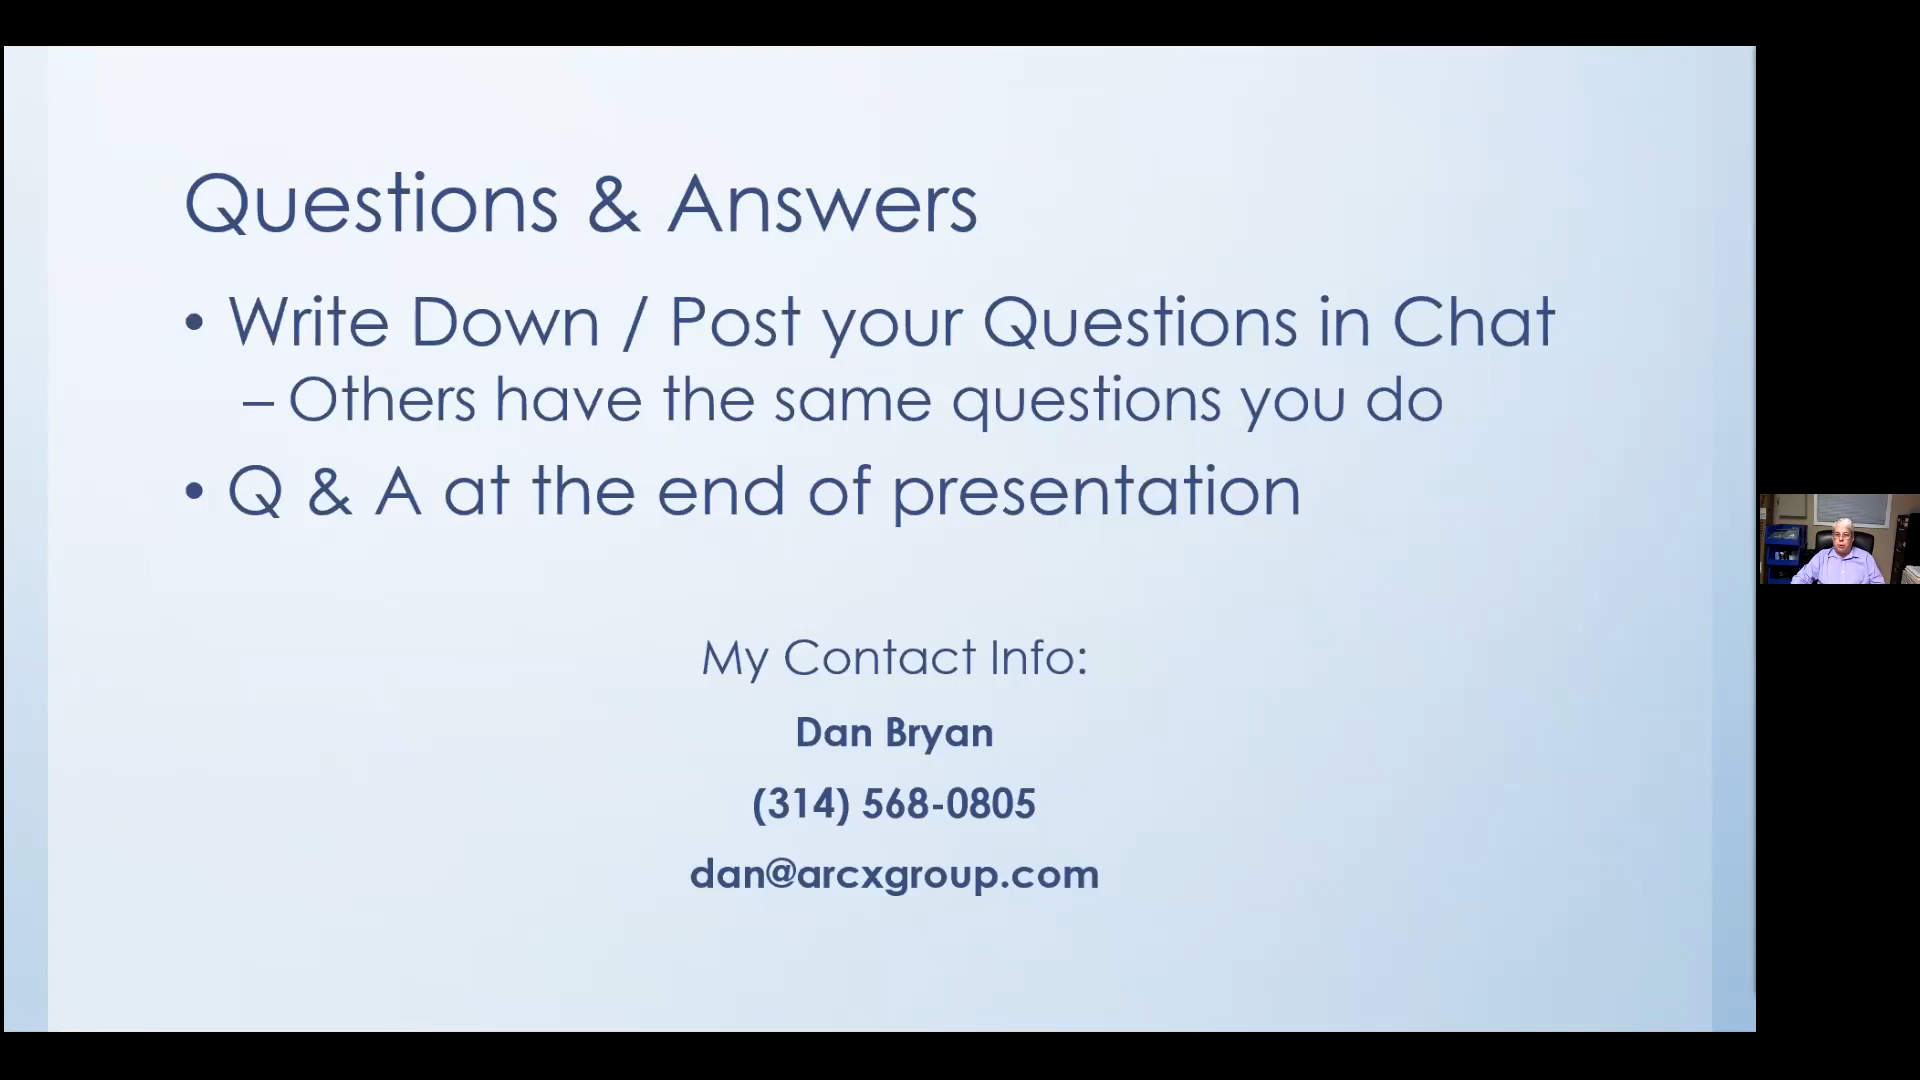 Questions & Answers
• Write Down / Post your Questions in Chat
– Others have the same questions you do
• Q & A at the end of presentation
My Contact Info:
Dan Bryan
(314) 568-0805
dan@arcxgroup.com